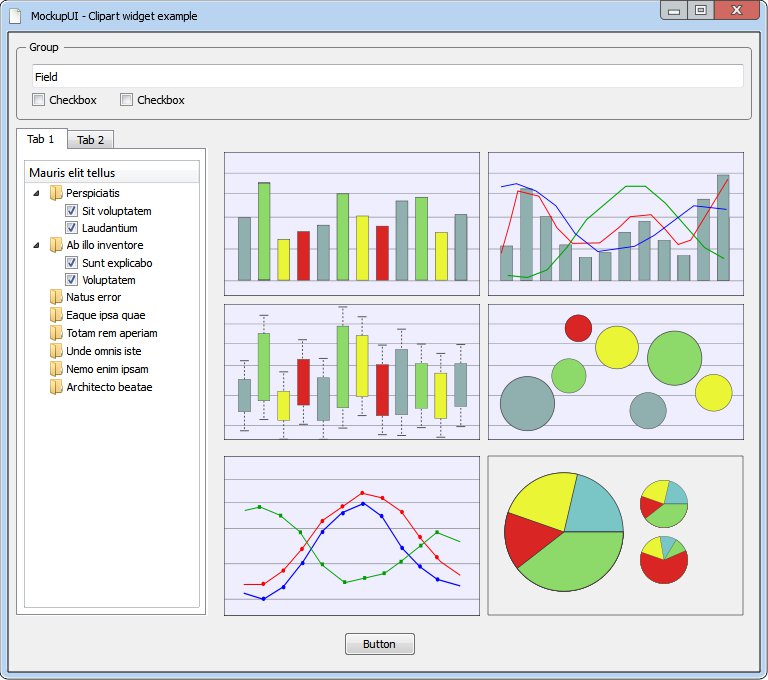 MockupUI - Clipart widget example
Group
Field
Checkbox Checkbox
Tab 1 Tab 2
Mauris elit tellus
Perspiciatis
Sit voluptatem
Laudantium
Ab illo inventore
Sunt explicabo
Voluptatem
Natus error
Eaque ipsa quae
Totam rem aperiam
Unde omnis iste
Nemo enim ipsam
Architecto beatae
Button